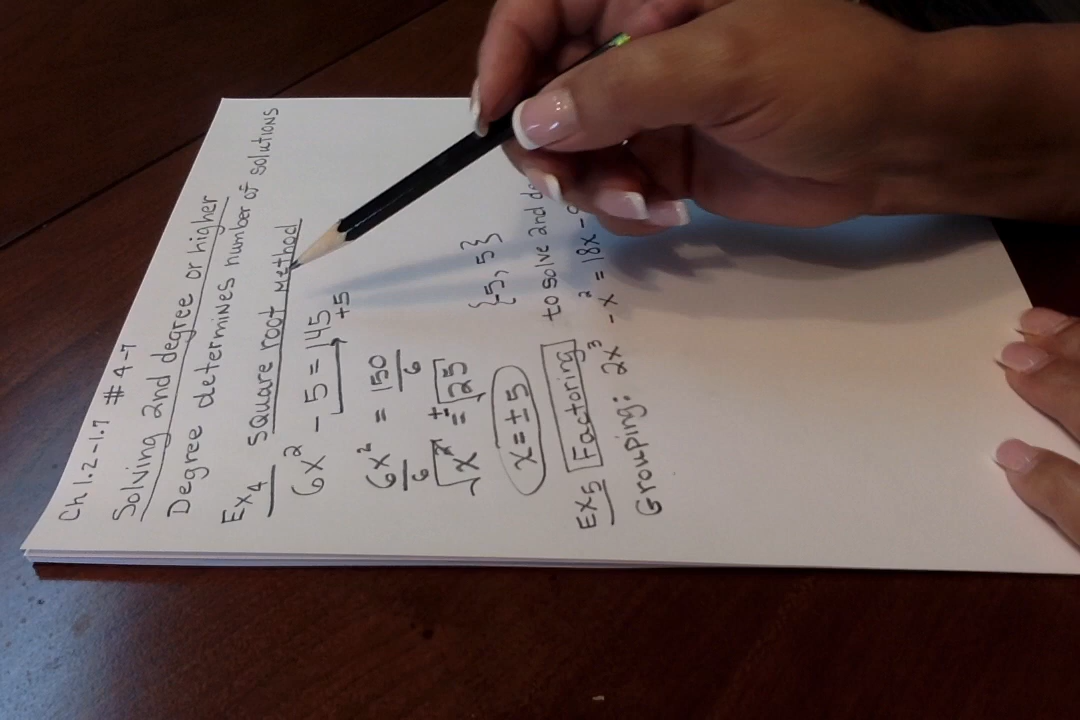 Ch 1.2-1.7 #4-7
Solving 2nd degree or higher
Degree determines number of solutions
Ex4 square root Method
6x² - 5 = 145
+5
6x² = 150
6 6
√x² = ±√25
x = ±5 {-5, 5}
EX5 Factoring to solve 2nd
Grouping: 2x³ - x² = 18x -